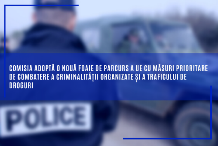 COMISIA ADOPTĂ O NOUĂ FOAIE DE PARCURS A UE CU MĂSURI PRIORITARE
DE COMBATERE A CRIMINALITĂȚII ORGANIZATE ȘI A TRAFICULUI DE
DROGURI
POLICE